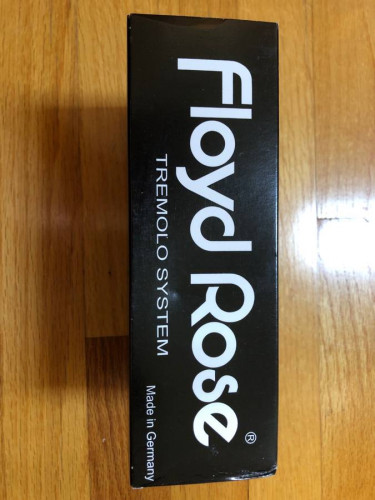 Floyd Rose®
TREMOLO SYSTEM
Made in Germany